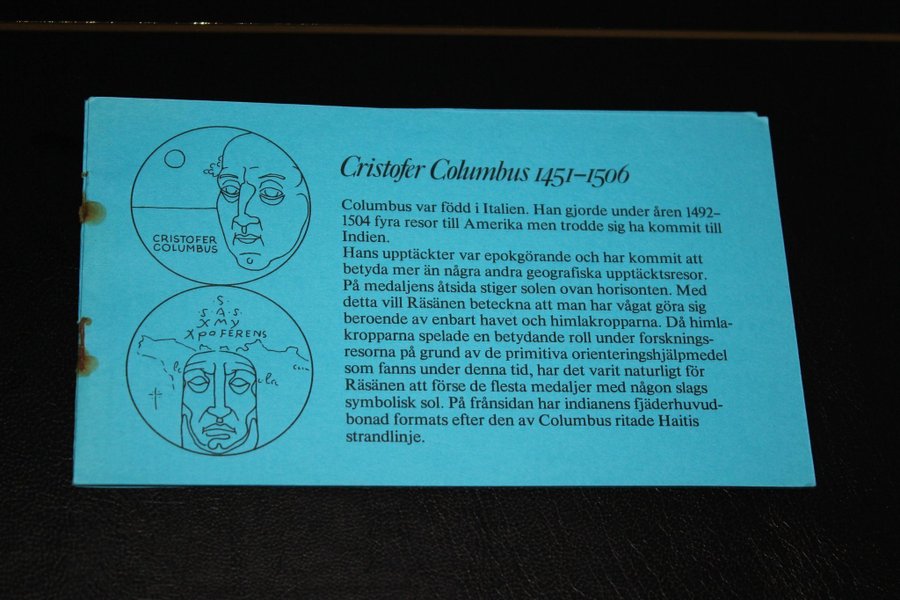 CRISTOFER
COLUMBUS
·S·
S·A·S·
XMY
XpoFERENS
Cristofer Columbus 1451–1506
Columbus var född i Italien. Han gjorde under åren 1492–
1504 fyra resor till Amerika men trodde sig ha kommit till
Indien.
Hans upptäckter var epokgörande och har kommit att
betyda mer än några andra geografiska upptäcktsresor.
På medaljens åtsida stiger solen ovan horisonten. Med
detta vill Räsänen beteckna att man har vågat göra sig
beroende av enbart havet och himlakropparna. Då himla-
kropparna spelade en betydande roll under forsknings-
resorna på grund av de primitiva orienteringshjälpmedel
som fanns under denna tid, har det varit naturligt för
Räsänen att förse de flesta medaljer med någon slags
symbolisk sol. På frånsidan har indianens fjäderhuvud-
bonad formats efter den av Columbus ritade Haitis
strandlinje.